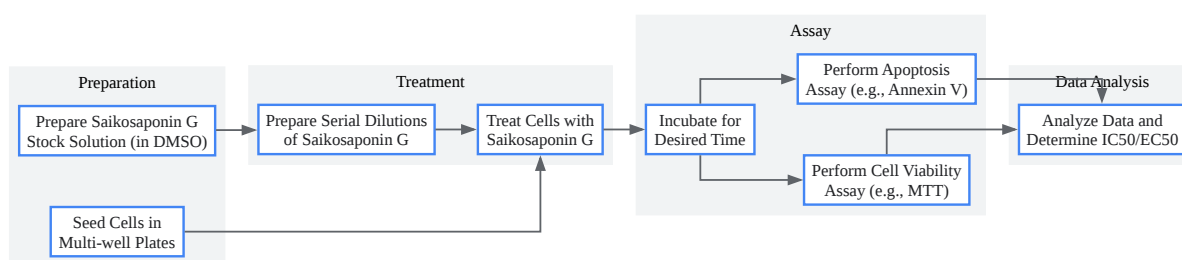 Preparation
Prepare Saikosaponin G
Stock Solution (in DMSO)
Seed Cells in
Multi-well Plates
Treatment
Prepare Serial Dilutions
of Saikosaponin G
Treat Cells with
Saikosaponin G
Assay
Incubate for
Desired Time
Perform Apoptosis
Assay (e.g., Annexin V)
Perform Cell Viability
Assay (e.g., MTT)
Data Analysis
Analyze Data and
Determine IC50/EC50